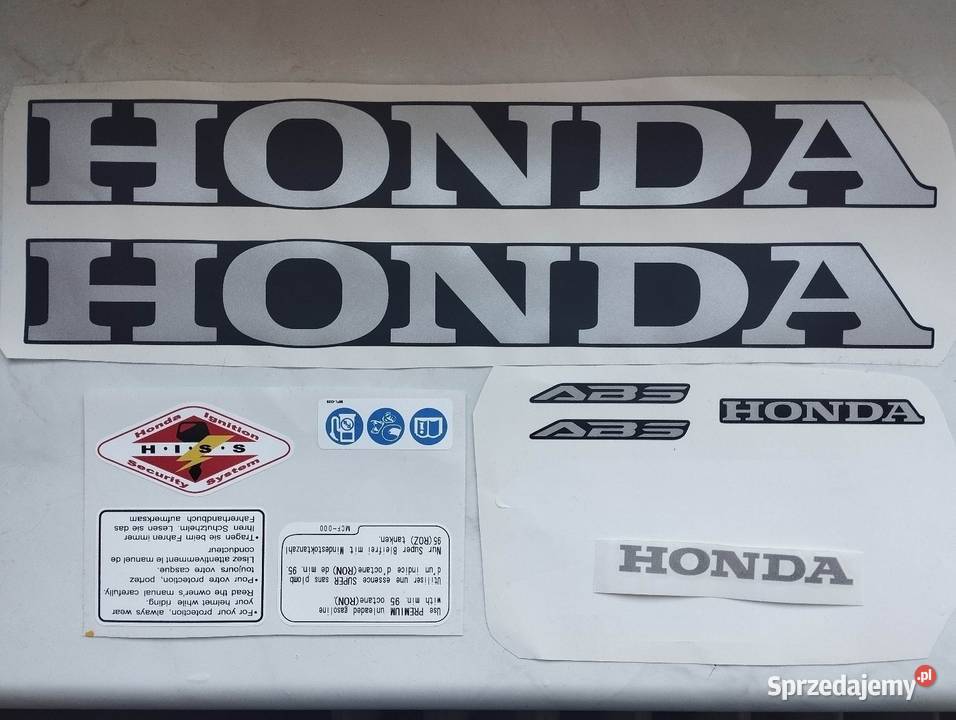 HONDA
HONDA
Honda Ignition
H·I·S·S
Security System
MFL-D20
ABS
ABS
HONDA
HONDA
•For your protection, always wear
your helmet while riding.
Read the owner's manual carefully.
•Pour votre protection, portez
toujours votre casque.
Lisez attentivement le manuel de
conducteur
•Tragen sie beim Fahren immer
Ihren Schutzhelm. Lesen sie das
Fahrerhandbuch aufmerksam
Use PREMIUM unleaded gasoline
with min. 95 octane(RON).
Utiliser une essence SUPER sans plomb
d'un indice d'octane (RON) de min. 95.
Nur Super Bleifrei mit Mindestoktanzahl
95(ROZ) tanken.
MCF-D00
Sprzedajemy.pl